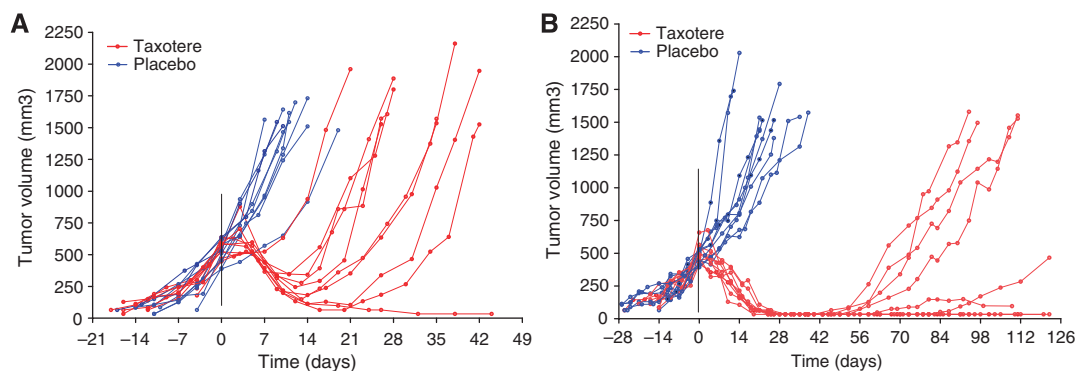 A
Tumor volume (mm3)
2250
2000
1750
1500
1250
1000
750
500
250
0
Taxotere
Placebo
−21 −14 −7 0 7 14 21 28 35 42 49
Time (days)
B
Tumor volume (mm3)
2250
2000
1750
1500
1250
1000
750
500
250
0
Taxotere
Placebo
−28 −14 0 14 28 42 56 70 84 98 112 126
Time (days)